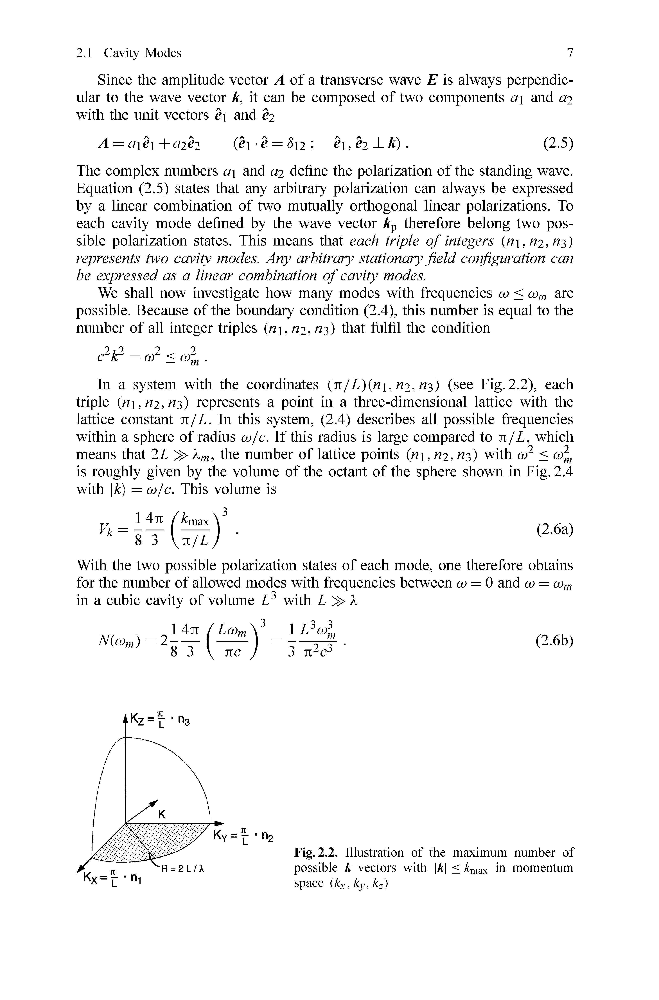 2.1 Cavity Modes 7
Since the amplitude vector A of a transverse wave E is always perpendic-
ular to the wave vector k, it can be composed of two components a₁ and a₂
with the unit vectors ê₁ and ê₂
A = a₁ê₁ + a₂ê₂ (ê₁ · ê = δ₁₂ ; ê₁, ê₂ ⊥ k) . (2.5)
The complex numbers a₁ and a₂ define the polarization of the standing wave.
Equation (2.5) states that any arbitrary polarization can always be expressed
by a linear combination of two mutually orthogonal linear polarizations. To
each cavity mode defined by the wave vector kₚ therefore belong two pos-
sible polarization states. This means that each triple of integers (n₁, n₂, n₃)
represents two cavity modes. Any arbitrary stationary field configuration can
be expressed as a linear combination of cavity modes.
We shall now investigate how many modes with frequencies ω ≤ ωₘ are
possible. Because of the boundary condition (2.4), this number is equal to the
number of all integer triples (n₁, n₂, n₃) that fulfil the condition
c²k² = ω² ≤ ωₘ² .
In a system with the coordinates (π/L)(n₁, n₂, n₃) (see Fig. 2.2), each
triple (n₁, n₂, n₃) represents a point in a three-dimensional lattice with the
lattice constant π/L. In this system, (2.4) describes all possible frequencies
within a sphere of radius ω/c. If this radius is large compared to π/L, which
means that 2L ≫ λₘ, the number of lattice points (n₁, n₂, n₃) with ω² ≤ ωₘ²
is roughly given by the volume of the octant of the sphere shown in Fig. 2.4
with |k⟩ = ω/c. This volume is
V_k = 1/8 4π/3 (k_max / π/L)³ . (2.6a)
With the two possible polarization states of each mode, one therefore obtains
for the number of allowed modes with frequencies between ω = 0 and ω = ωₘ
in a cubic cavity of volume L³ with L ≫ λ
N(ωₘ) = 2 1/8 4π/3 (Lωₘ / πc)³ = 1/3 L³ωₘ³ / π²c³ . (2.6b)
K_Z = π/L · n₃
K
K_Y = π/L · n₂
R = 2 L / λ
K_X = π/L · n₁
Fig. 2.2. Illustration of the maximum number of
possible k vectors with |k| ≤ k_max in momentum
space (kₓ, k_y, k_z)